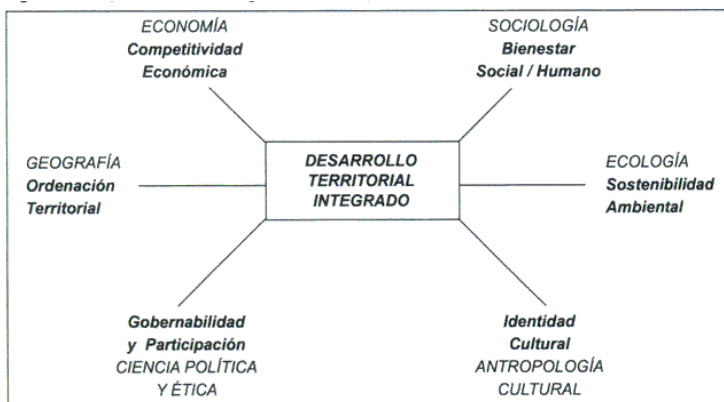 ECONOMÍA
Competitividad
Económica
SOCIOLOGÍA
Bienestar
Social / Humano
GEOGRAFÍA
Ordenación
Territorial
DESARROLLO
TERRITORIAL
INTEGRADO
ECOLOGÍA
Sostenibilidad
Ambiental
Gobernabilidad
y Participación
CIENCIA POLÍTICA
Y ÉTICA
Identidad
Cultural
ANTROPOLOGÍA
CULTURAL